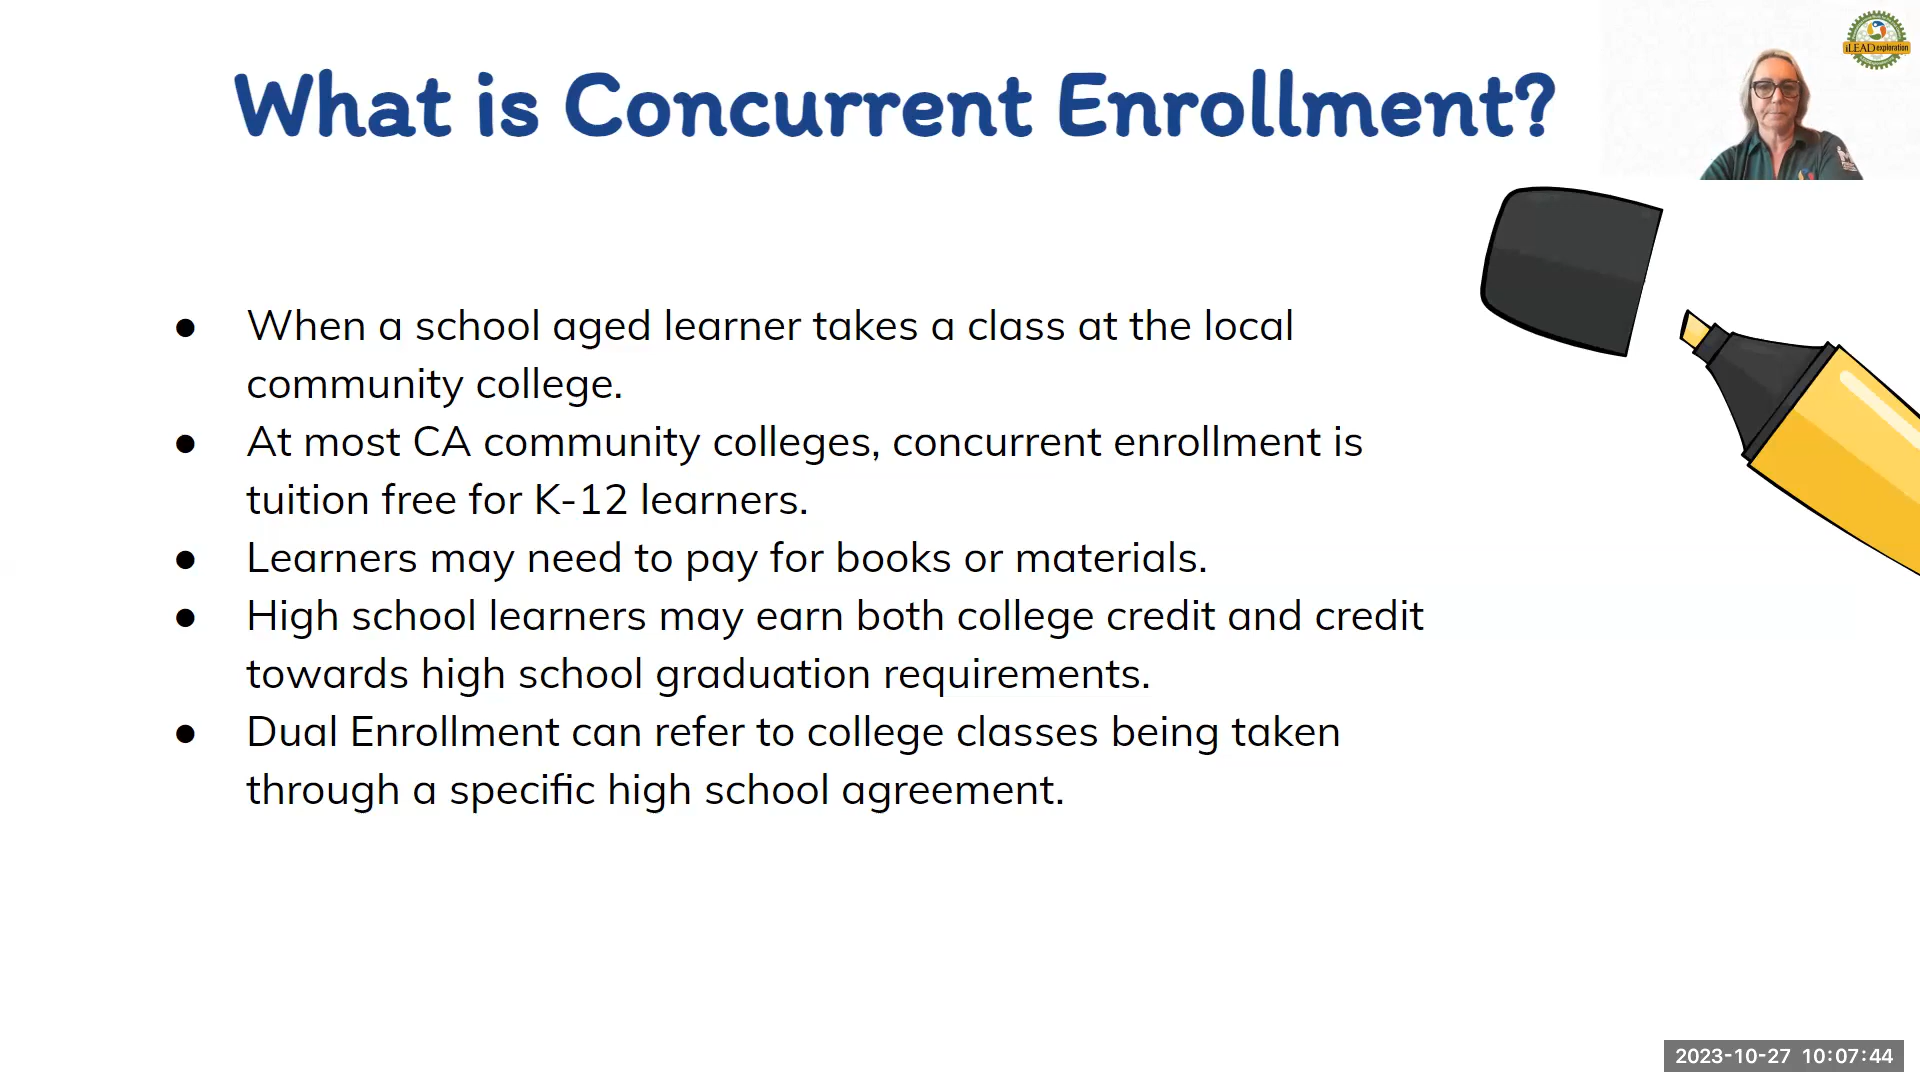 What is Concurrent Enrollment?
iLEAD exploration
● When a school aged learner takes a class at the local
community college.
● At most CA community colleges, concurrent enrollment is
tuition free for K-12 learners.
● Learners may need to pay for books or materials.
● High school learners may earn both college credit and credit
towards high school graduation requirements.
● Dual Enrollment can refer to college classes being taken
through a specific high school agreement.
2023-10-27 10:07:44